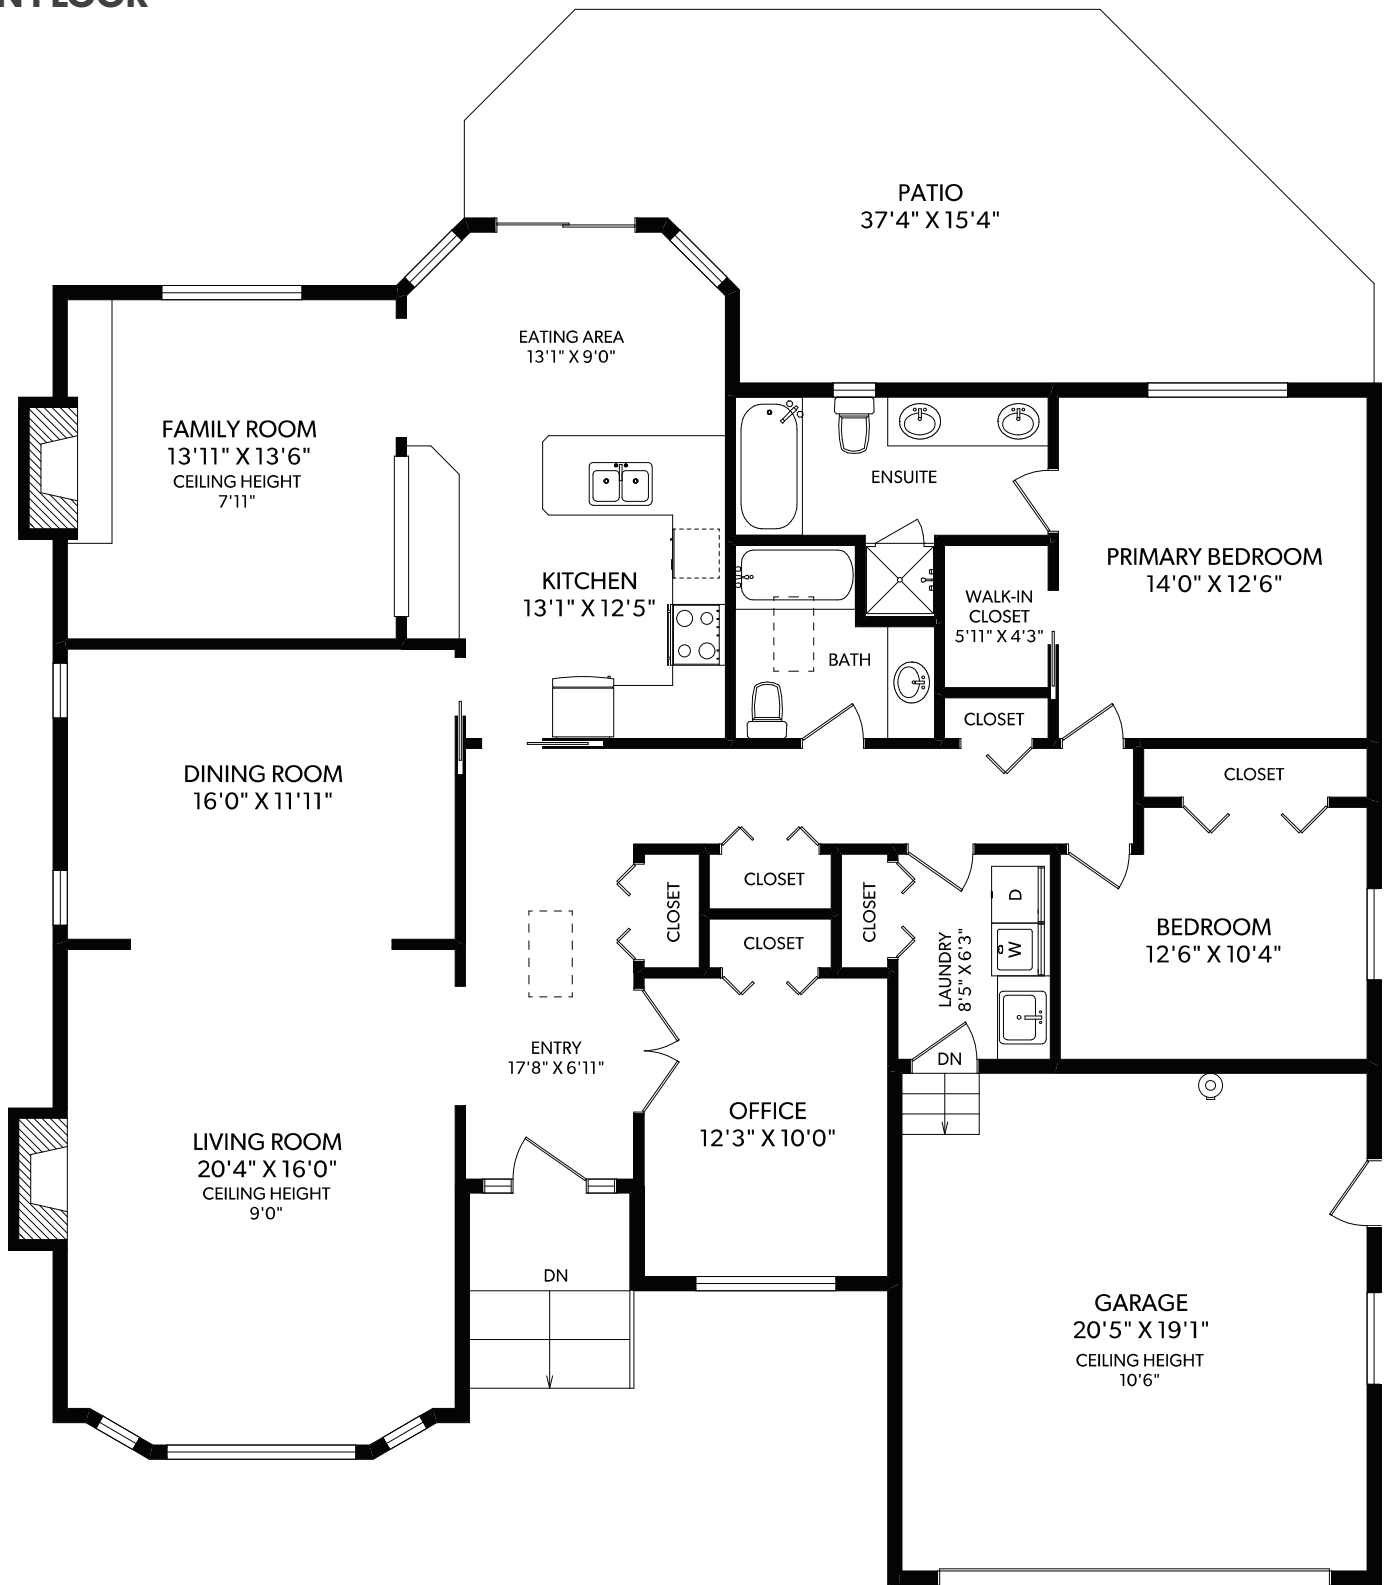 PATIO
37'4" X 15'4"
EATING AREA
13'1" X 9'0"
FAMILY ROOM
13'11" X 13'6"
CEILING HEIGHT
7'11"
ENSUITE
KITCHEN
13'1" X 12'5"
PRIMARY BEDROOM
14'0" X 12'6"
WALK-IN
CLOSET
5'11" X 4'3"
BATH
CLOSET
DINING ROOM
16'0" X 11'11"
CLOSET
CLOSET
CLOSET
CLOSET
CLOSET
D
W
LAUNDRY
8'5" X 6'3"
BEDROOM
12'6" X 10'4"
ENTRY
17'8" X 6'11"
DN
OFFICE
12'3" X 10'0"
LIVING ROOM
20'4" X 16'0"
CEILING HEIGHT
9'0"
DN
GARAGE
20'5" X 19'1"
CEILING HEIGHT
10'6"